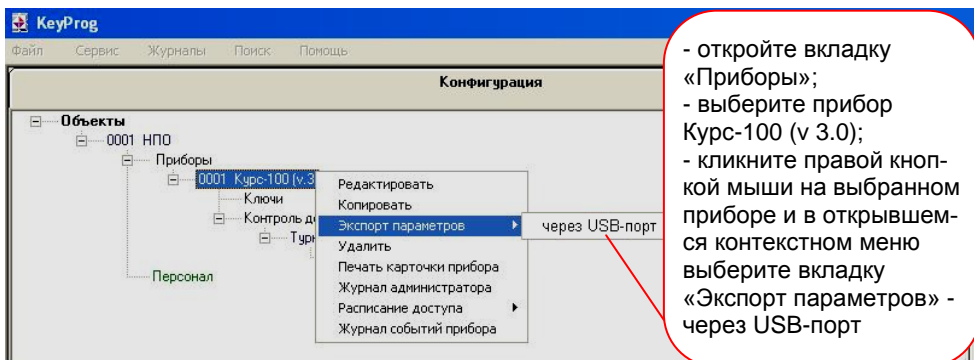 KeyProg
Файл Сервис Журналы Поиск Помощь
Конфигурация
Объекты
0001 НПО
Приборы
0001 Курс-100 (v.3
Ключи
Контроль до
Турн
Персонал
Редактировать
Копировать
Экспорт параметров
Удалить
Печать карточки прибора
Журнал администратора
Расписание доступа
Журнал событий прибора
через USB-порт
- откройте вкладку
«Приборы»;
- выберите прибор
Курс-100 (v 3.0);
- кликните правой кноп-
кой мыши на выбранном
приборе и в открывшем-
ся контекстном меню
выберите вкладку
«Экспорт параметров» -
через USB-порт